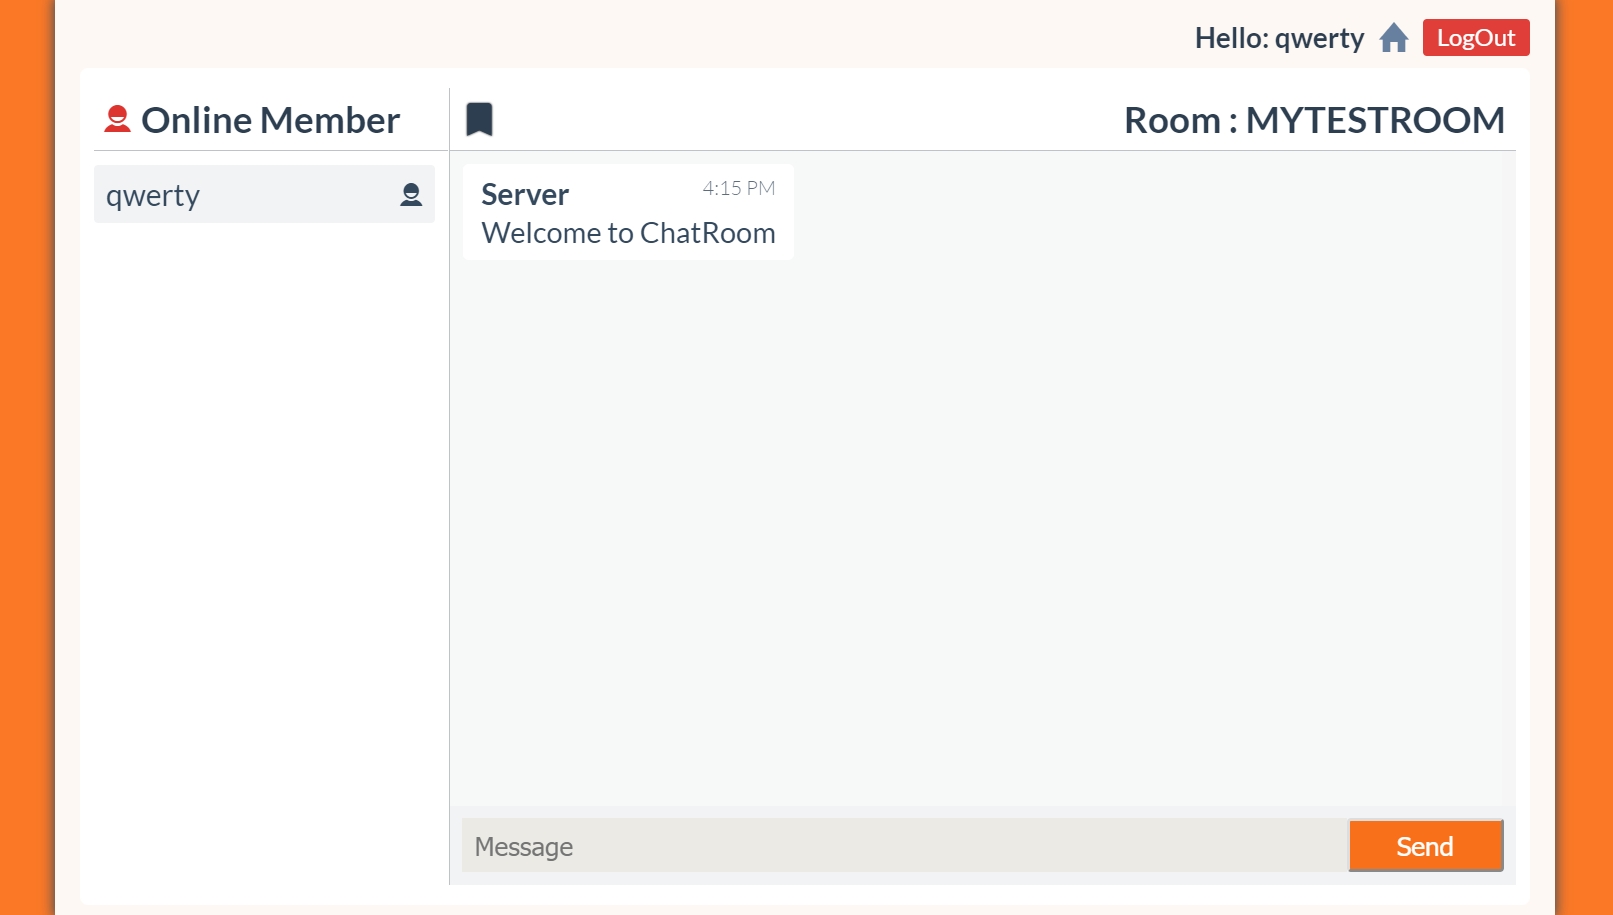 Hello: qwerty
LogOut
Online Member
Room : MYTESTROOM
qwerty
Server
4:15 PM
Welcome to ChatRoom
Message
Send